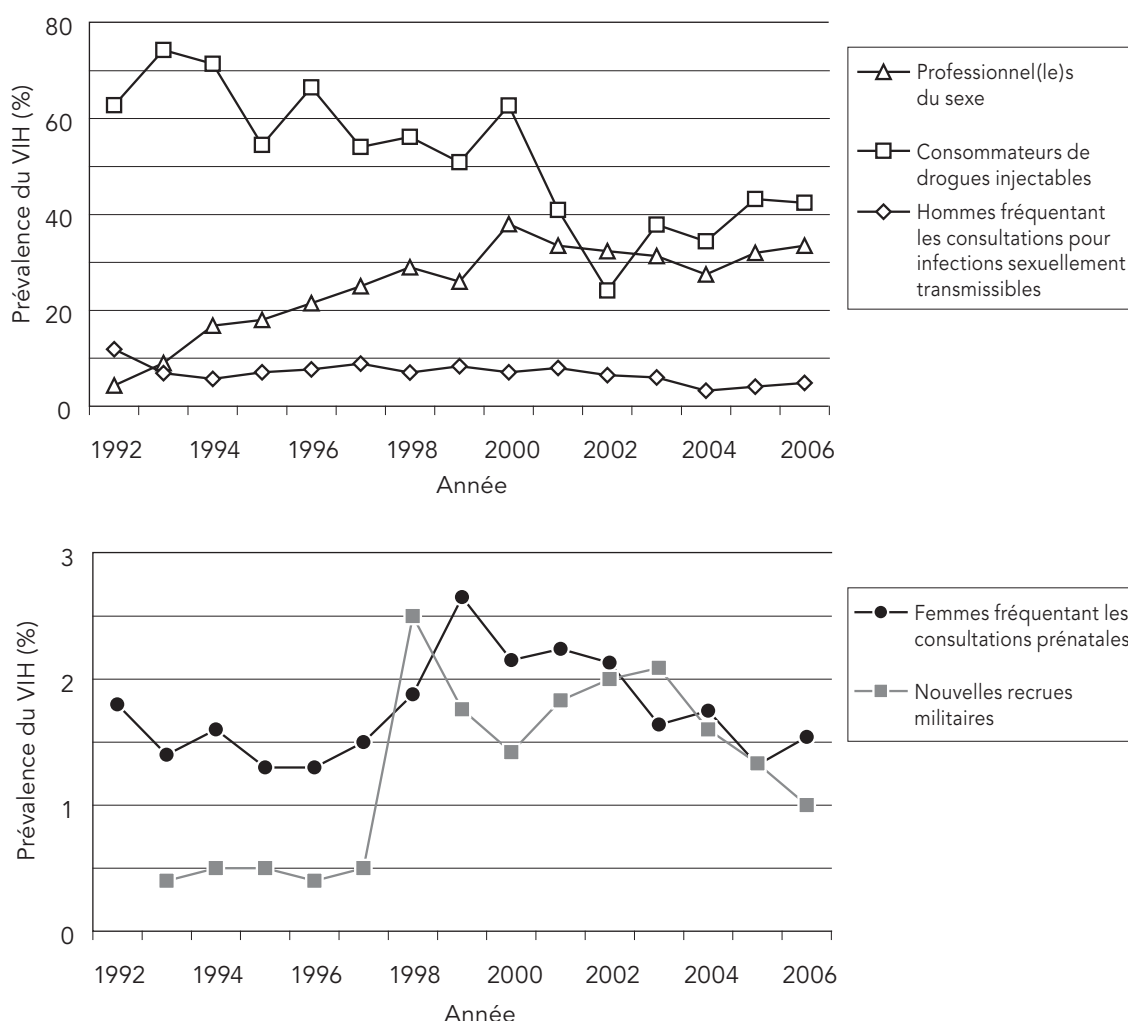 Prévalence du VIH (%)
80
60
40
20
0
1992 1994 1996 1998 2000 2002 2004 2006
Année
Professionnel(le)s
du sexe
Consommateurs de
drogues injectables
Hommes fréquentant
les consultations pour
infections sexuellement
transmissibles
Prévalence du VIH (%)
3
2
1
0
1992 1994 1996 1998 2000 2002 2004 2006
Année
Femmes fréquentant les
consultations prénatales
Nouvelles recrues
militaires